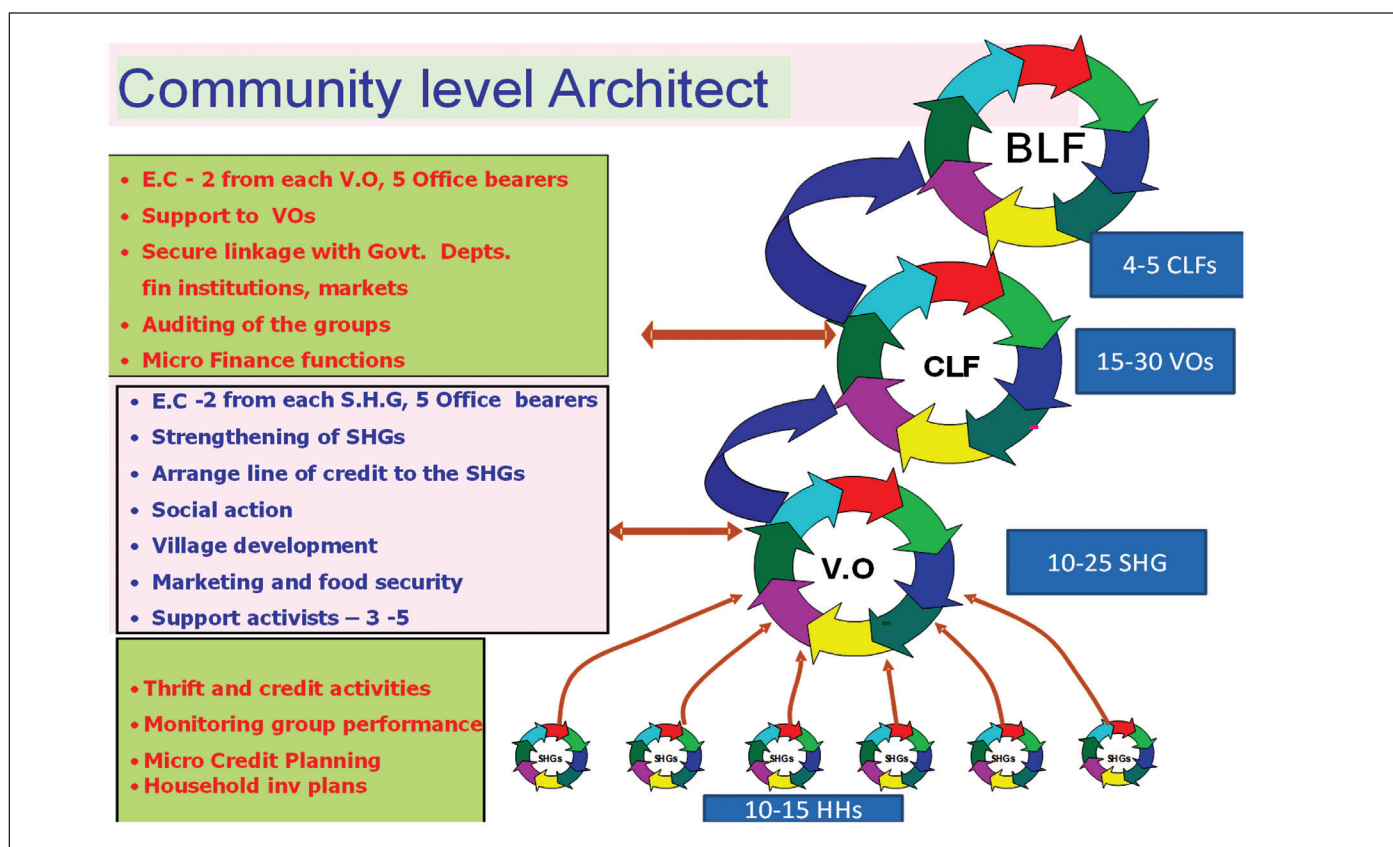 Community level Architect
• E.C - 2 from each V.O, 5 Office bearers
• Support to VOs
• Secure linkage with Govt. Depts.
fin institutions, markets
• Auditing of the groups
• Micro Finance functions
• E.C -2 from each S.H.G, 5 Office bearers
• Strengthening of SHGs
• Arrange line of credit to the SHGs
• Social action
• Village development
• Marketing and food security
• Support activists – 3 -5
• Thrift and credit activities
• Monitoring group performance
• Micro Credit Planning
• Household inv plans
BLF
4-5 CLFs
CLF
15-30 VOs
V.O
10-25 SHG
SHGs
SHGs
SHGs
SHGs
SHGs
SHGs
10-15 HHs